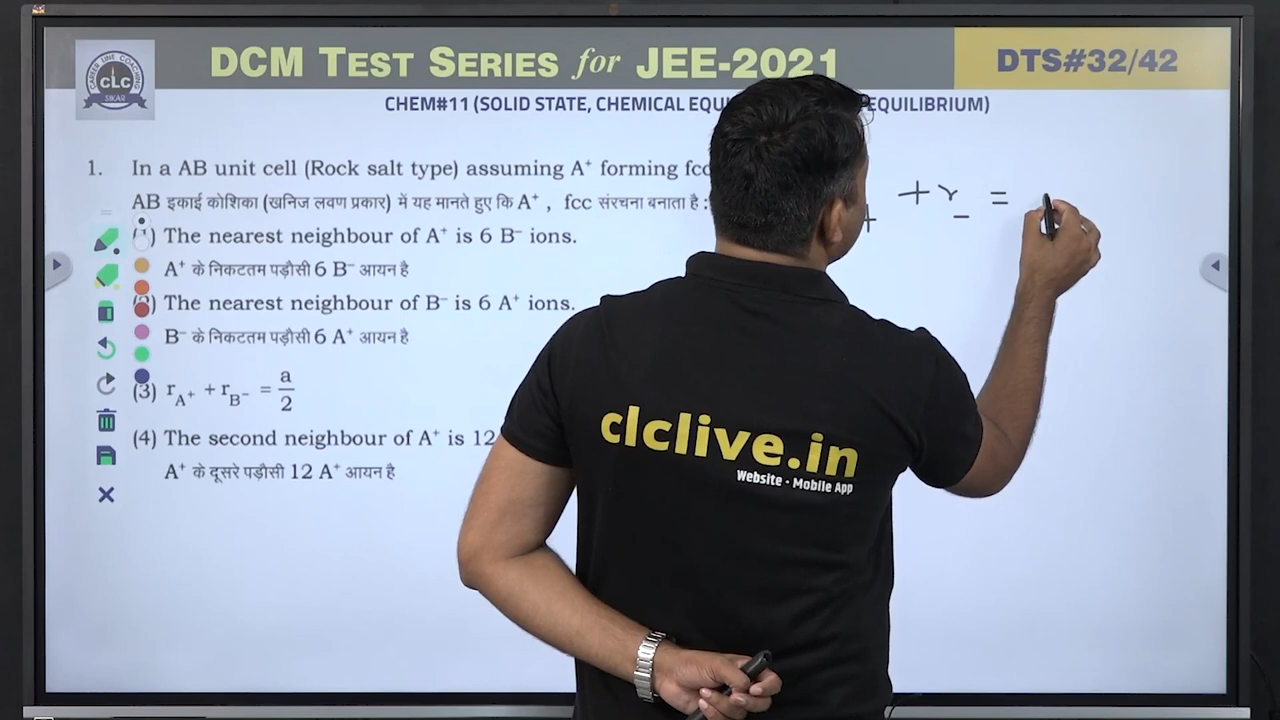 DCM TEST SERIES for JEE-2021
DTS#32/42
CAREER LINE COACHING
CLC
SIKAR
CHEM#11 (SOLID STATE, CHEMICAL EQUI EQUILIBRIUM)
1. In a AB unit cell (Rock salt type) assuming A⁺ forming fcc
AB इकाई कोशिका (खनिज लवण प्रकार) में यह मानते हुए कि A⁺ , fcc संरचना बनाता है :
(1) The nearest neighbour of A⁺ is 6 B⁻ ions.
A⁺ के निकटतम पड़ौसी 6 B⁻ आयन है
(2) The nearest neighbour of B⁻ is 6 A⁺ ions.
B⁻ के निकटतम पड़ौसी 6 A⁺ आयन है
(3) r_A⁺ + r_B⁻ = a/2
(4) The second neighbour of A⁺ is 12
A⁺ के दूसरे पड़ौसी 12 A⁺ आयन है
+ + r₋ =
clclive.in
Website · Mobile App